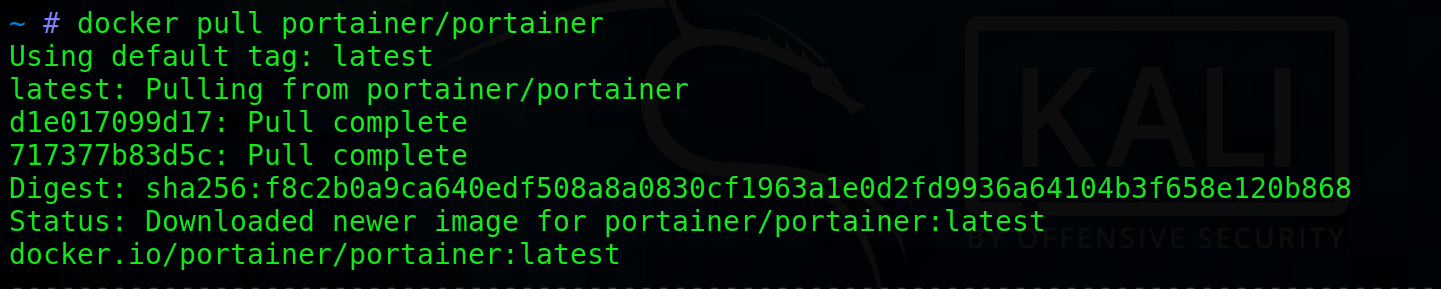 ~ # docker pull portainer/portainer
Using default tag: latest
latest: Pulling from portainer/portainer
d1e017099d17: Pull complete
717377b83d5c: Pull complete
Digest: sha256:f8c2b0a9ca640edf508a8a0830cf1963a1e0d2fd9936a64104b3f658e120b868
Status: Downloaded newer image for portainer/portainer:latest
docker.io/portainer/portainer:latest
KALI
BY OFFENSIVE SECURITY